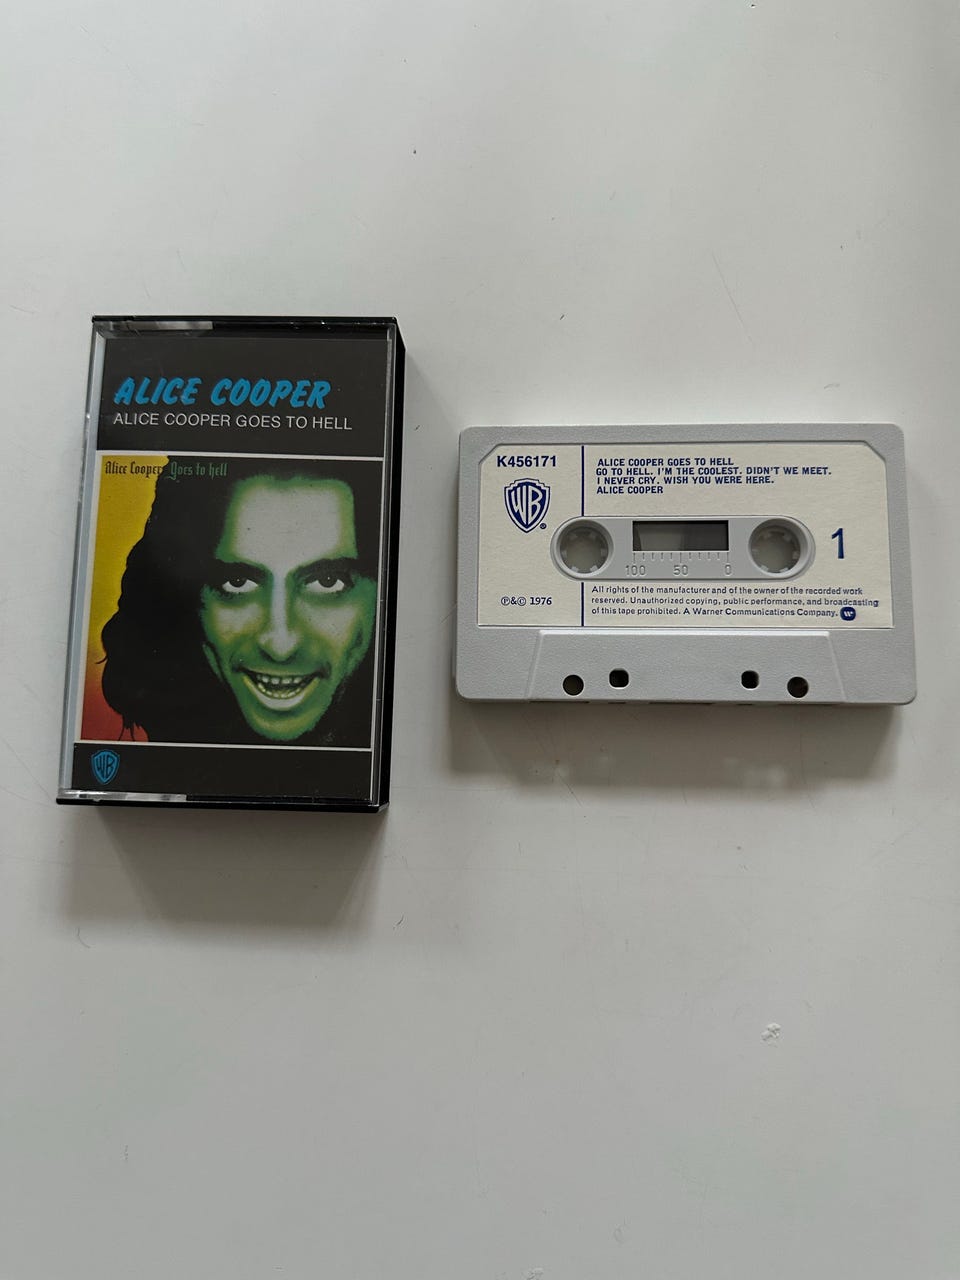 ALICE COOPER
ALICE COOPER GOES TO HELL
Alice Cooper Goes to hell
WB
K456171
ALICE COOPER GOES TO HELL
GO TO HELL. I'M THE COOLEST. DIDN'T WE MEET.
I NEVER CRY. WISH YOU WERE HERE.
ALICE COOPER
WB
®
1
100 50 0
℗&© 1976
All rights of the manufacturer and of the owner of the recorded work
reserved. Unauthorized copying, public performance, and broadcasting
of this tape prohibited. A Warner Communications Company.